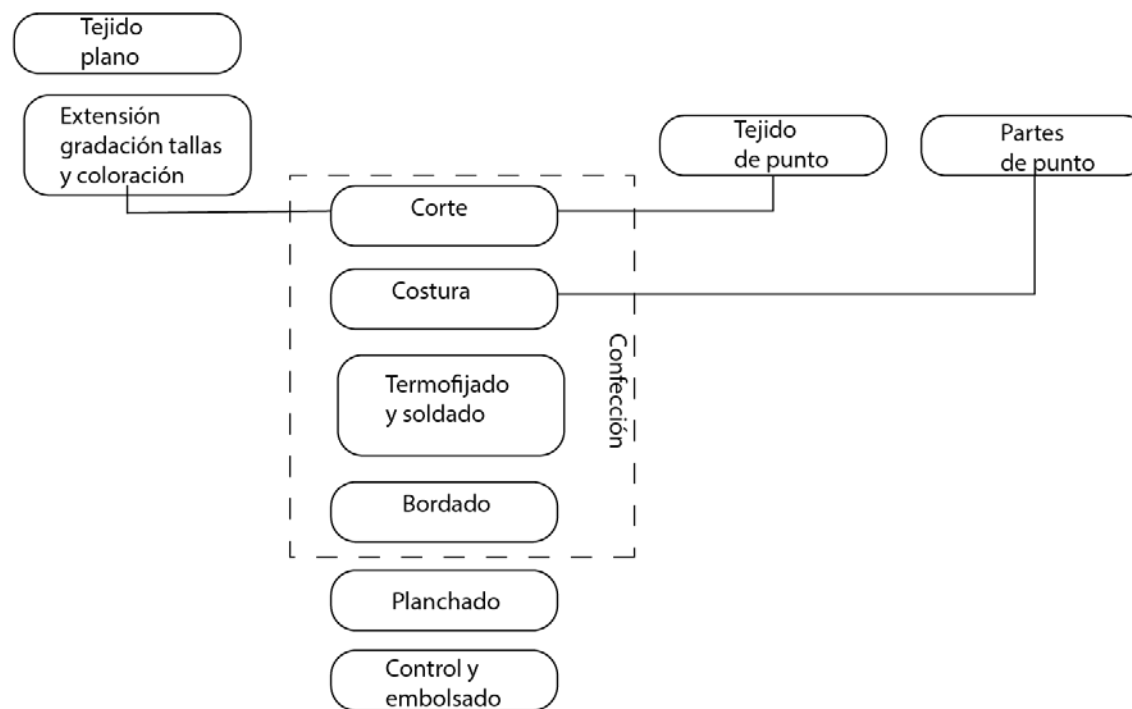 Tejido
plano
Extensión
gradación tallas
y coloración
Tejido
de punto
Partes
de punto
Corte
Costura
Termofijado
y soldado
Confección
Bordado
Planchado
Control y
embolsado